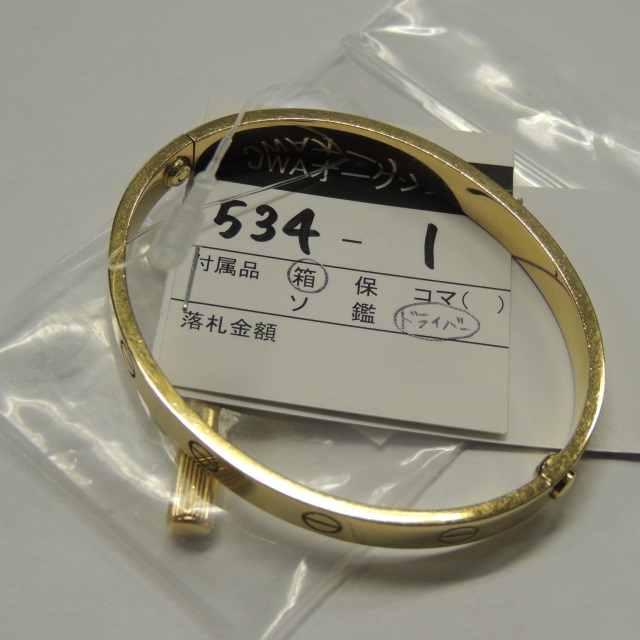 534-1
付属品 箱 保 コマ( )
ソ 鑑 ドライバー
落札金額